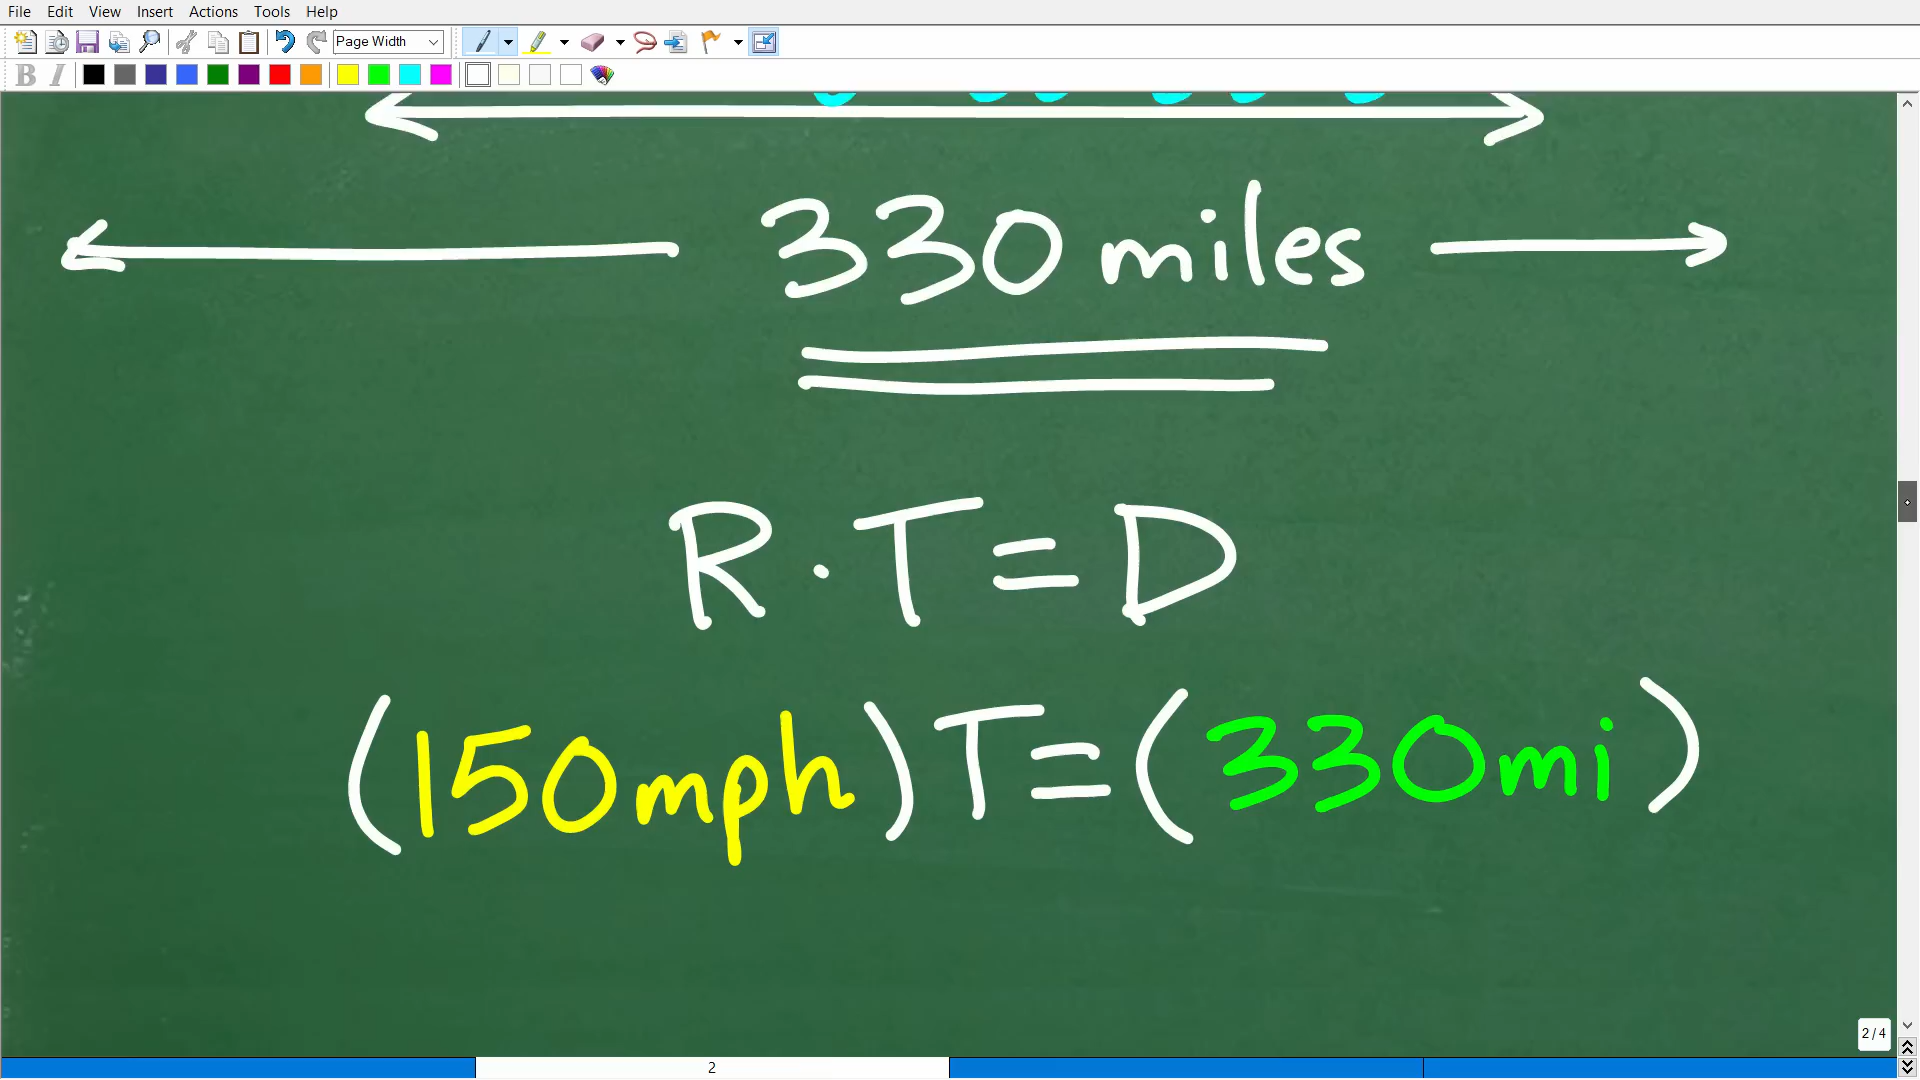 File Edit View Insert Actions Tools Help
Page Width
B I
330 miles
R · T = D
(150mph) T = (330mi)
2 / 4
2